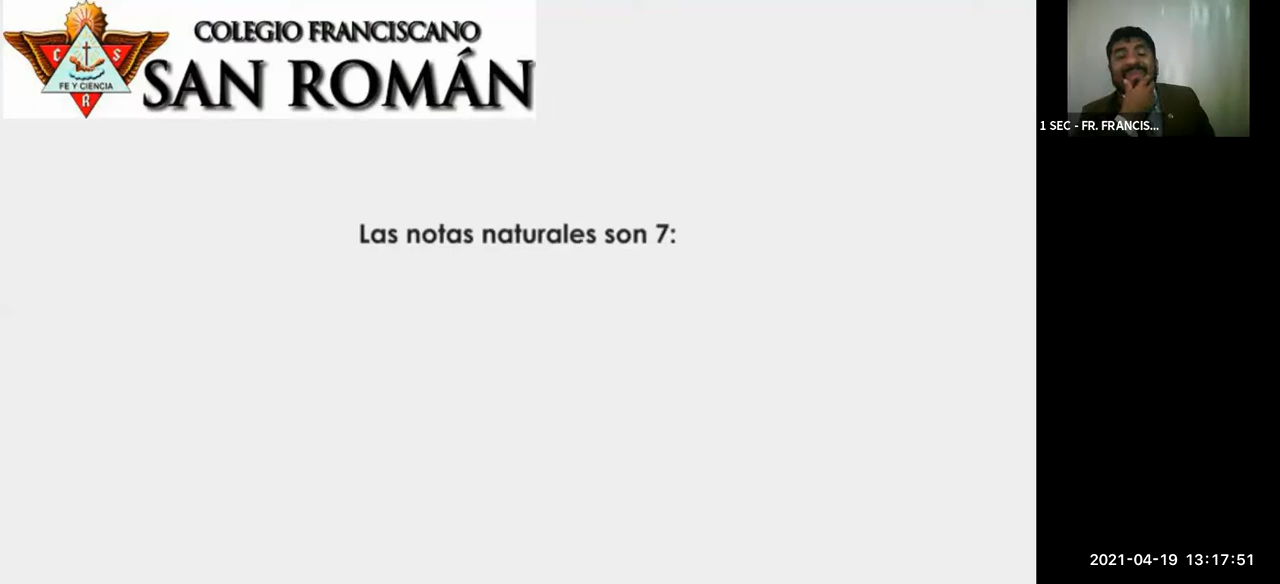 COLEGIO FRANCISCANO
SAN ROMÁN
C S
FE Y CIENCIA
R
Las notas naturales son 7:
1 SEC - FR. FRANCIS...
2021-04-19 13:17:51